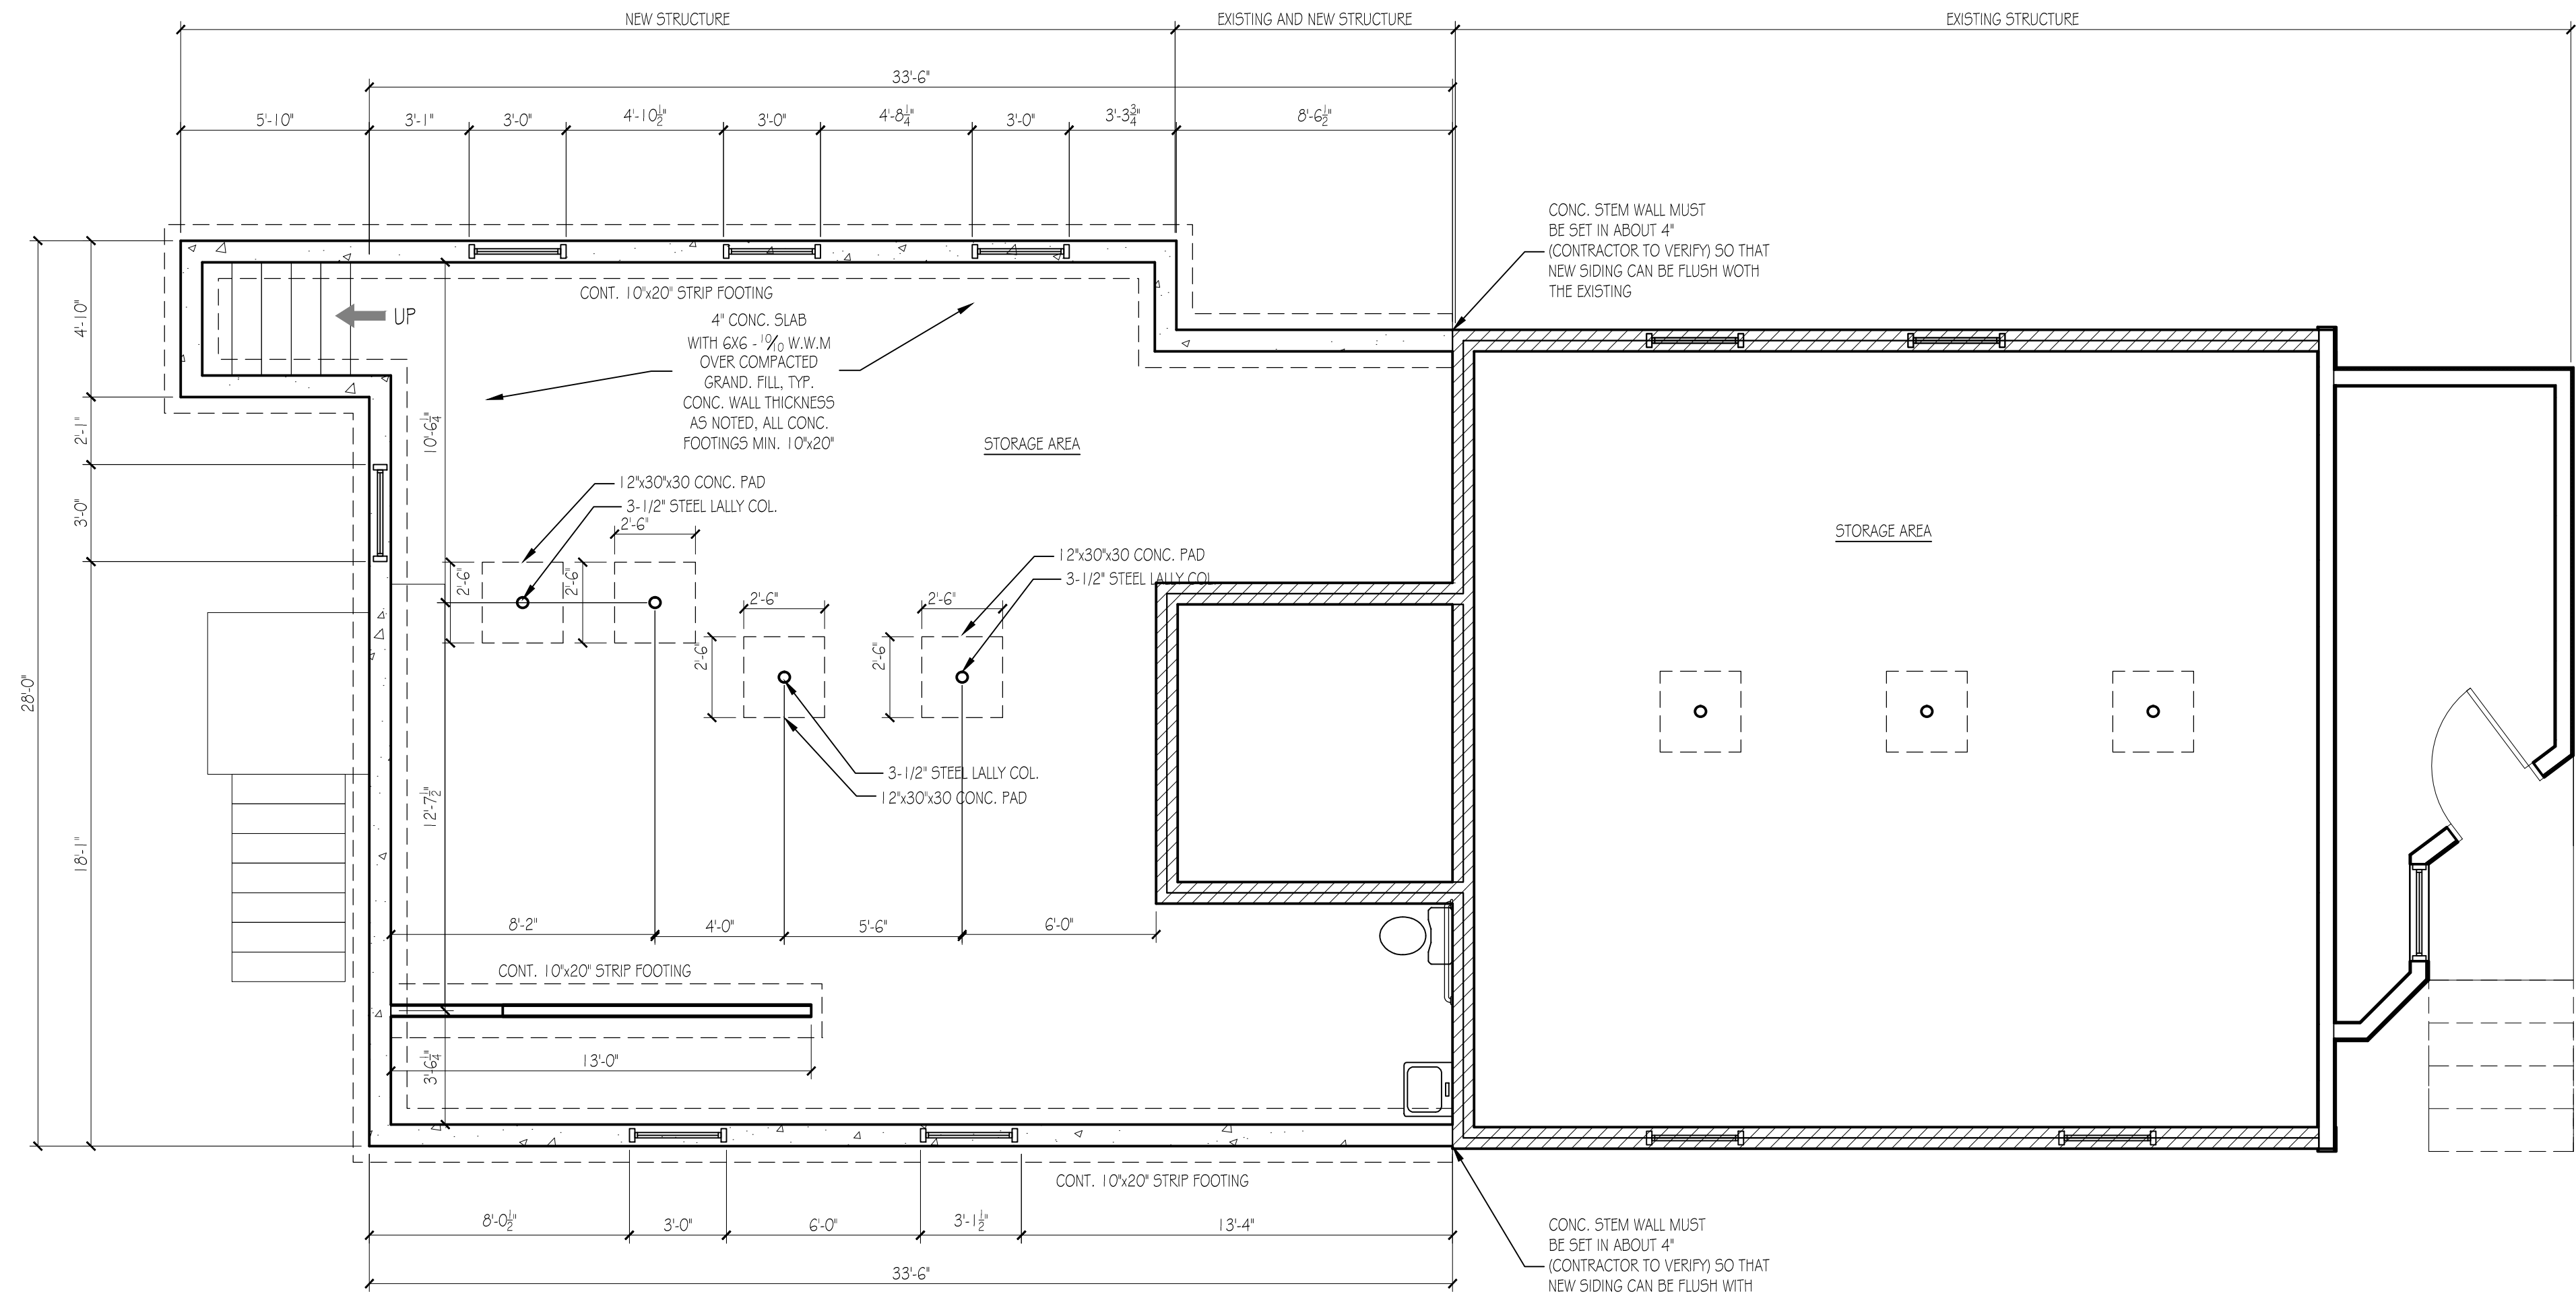 NEW STRUCTURE
EXISTING AND NEW STRUCTURE
EXISTING STRUCTURE
33'-6"
5'-10"
3'-1"
3'-0"
4'-10½"
3'-0"
4'-8¼"
3'-0"
3'-3¾"
8'-6½"
CONC. STEM WALL MUST
BE SET IN ABOUT 4"
(CONTRACTOR TO VERIFY) SO THAT
NEW SIDING CAN BE FLUSH WOTH
THE EXISTING
4'-10"
2'-1"
3'-0"
18'-1"
28'-0"
UP
CONT. 10"x20" STRIP FOOTING
4" CONC. SLAB
WITH 6X6 - 10/10 W.W.M
OVER COMPACTED
GRAND. FILL, TYP.
CONC. WALL THICKNESS
AS NOTED, ALL CONC.
FOOTINGS MIN. 10"x20"
10'-6¼"
STORAGE AREA
STORAGE AREA
12"x30"x30 CONC. PAD
3-1/2" STEEL LALLY COL.
2'-6"
2'-6"
2'-6"
12"x30"x30 CONC. PAD
3-1/2" STEEL LALLY COL
2'-6"
2'-6"
2'-6"
2'-6"
3-1/2" STEEL LALLY COL.
12"x30"x30 CONC. PAD
12'-7½"
8'-2"
4'-0"
5'-6"
6'-0"
CONT. 10"x20" STRIP FOOTING
13'-0"
3'-6¼"
CONT. 10"x20" STRIP FOOTING
8'-0½"
3'-0"
6'-0"
3'-1½"
13'-4"
33'-6"
CONC. STEM WALL MUST
BE SET IN ABOUT 4"
(CONTRACTOR TO VERIFY) SO THAT
NEW SIDING CAN BE FLUSH WITH